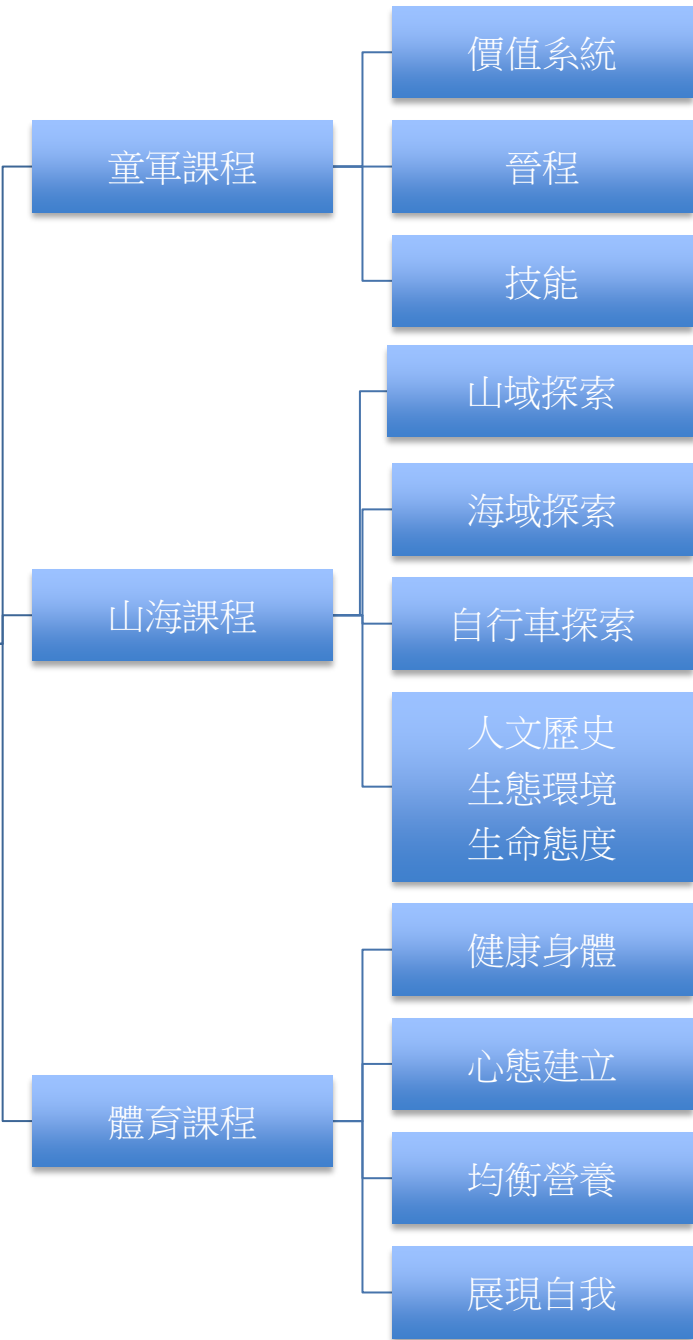 童軍課程
價值系統
晉程
技能
山海課程
山域探索
海域探索
自行車探索
人文歷史
生態環境
生命態度
體育課程
健康身體
心態建立
均衡營養
展現自我